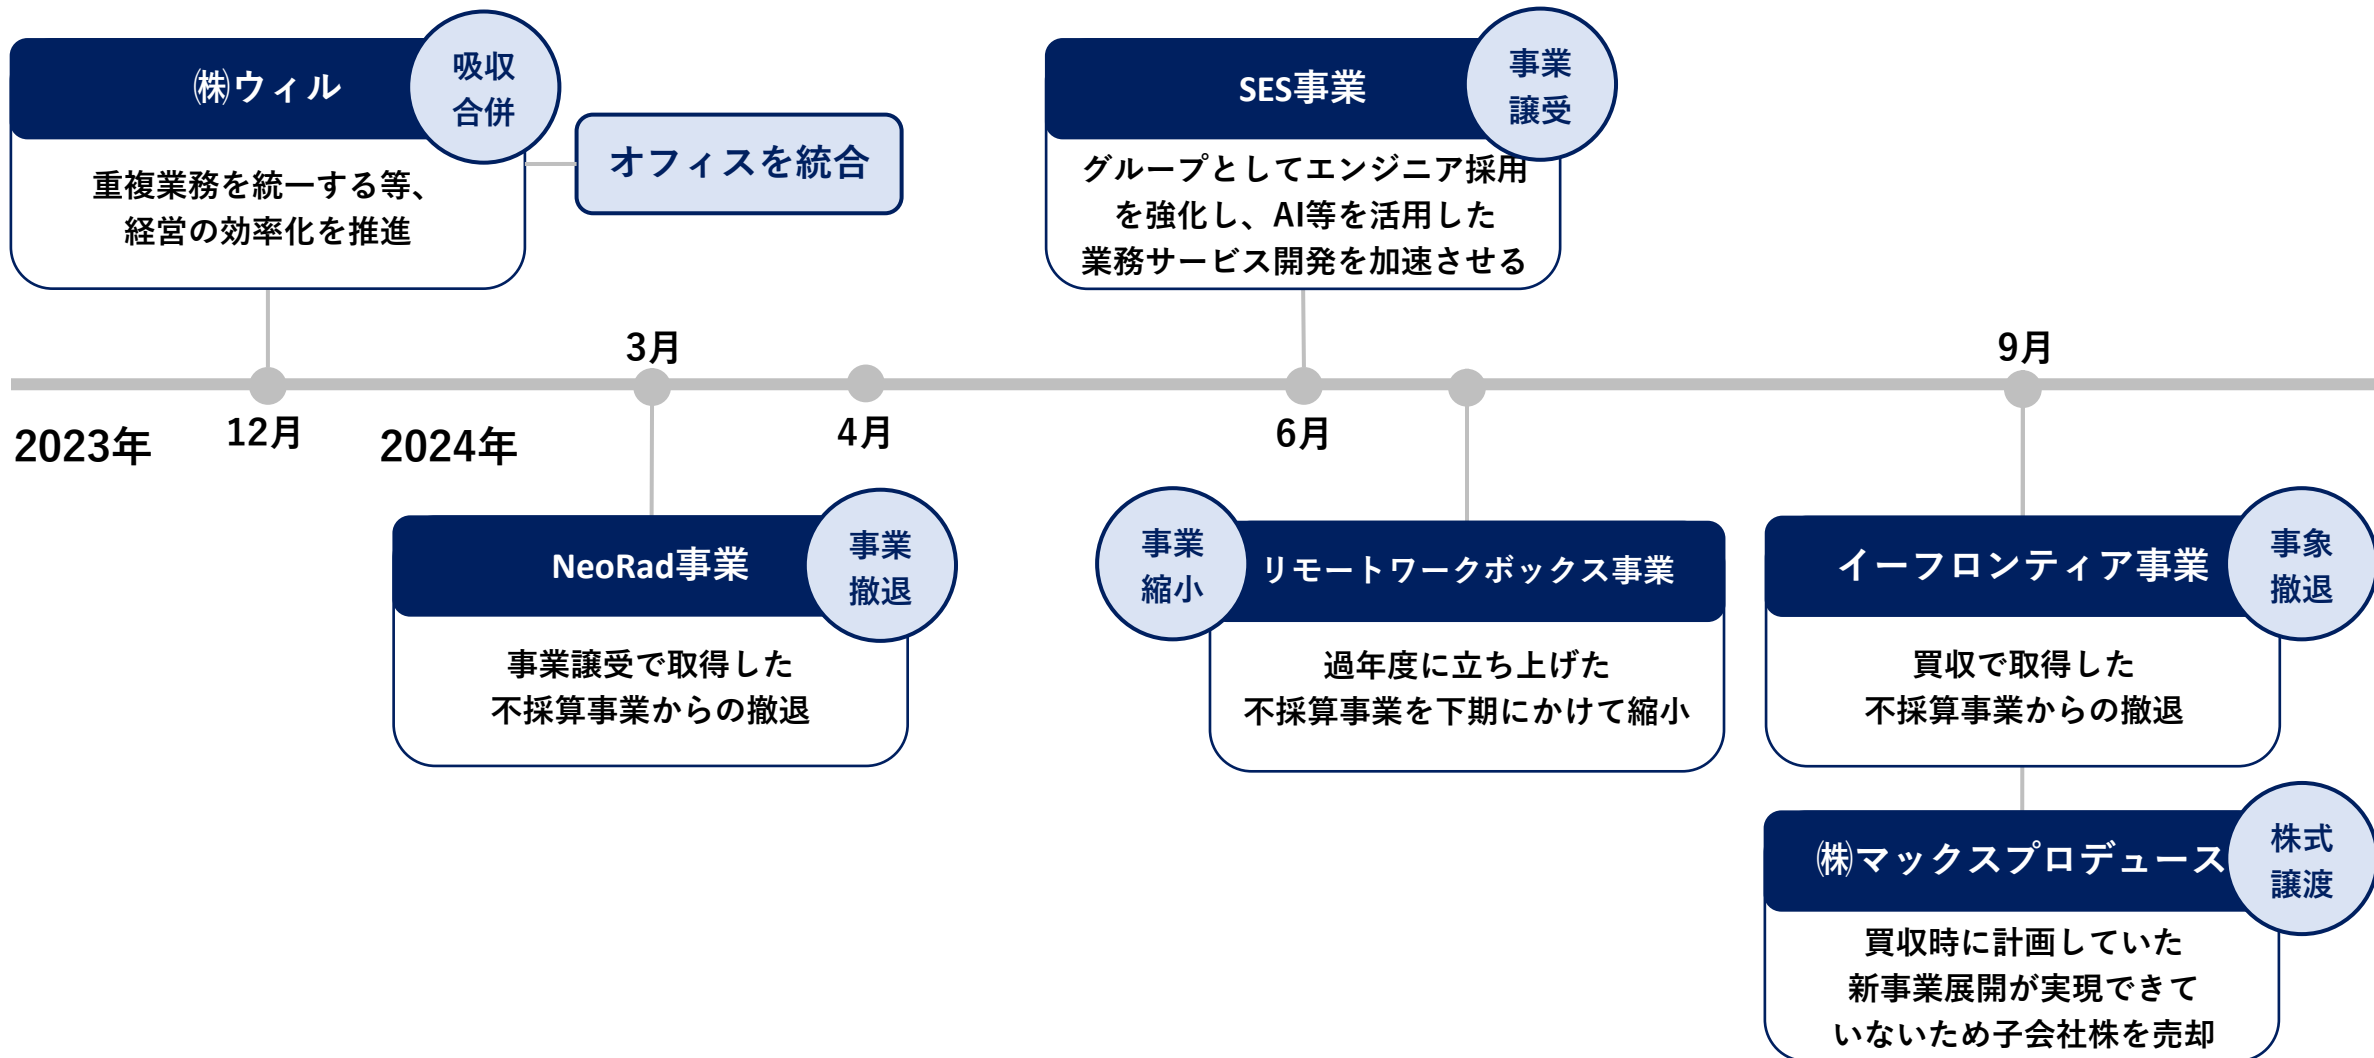 ㈱ウィル
吸収
合併
重複業務を統一する等、
経営の効率化を推進
オフィスを統合
SES事業
事業
譲受
グループとしてエンジニア採用
を強化し、AI等を活用した
業務サービス開発を加速させる
3月
9月
2023年
12月
2024年
4月
6月
NeoRad事業
事業
撤退
事業譲受で取得した
不採算事業からの撤退
事業
縮小
リモートワークボックス事業
過年度に立ち上げた
不採算事業を下期にかけて縮小
イーフロンティア事業
事象
撤退
買収で取得した
不採算事業からの撤退
㈱マックスプロデュース
株式
譲渡
買収時に計画していた
新事業展開が実現できて
いないため子会社株を売却